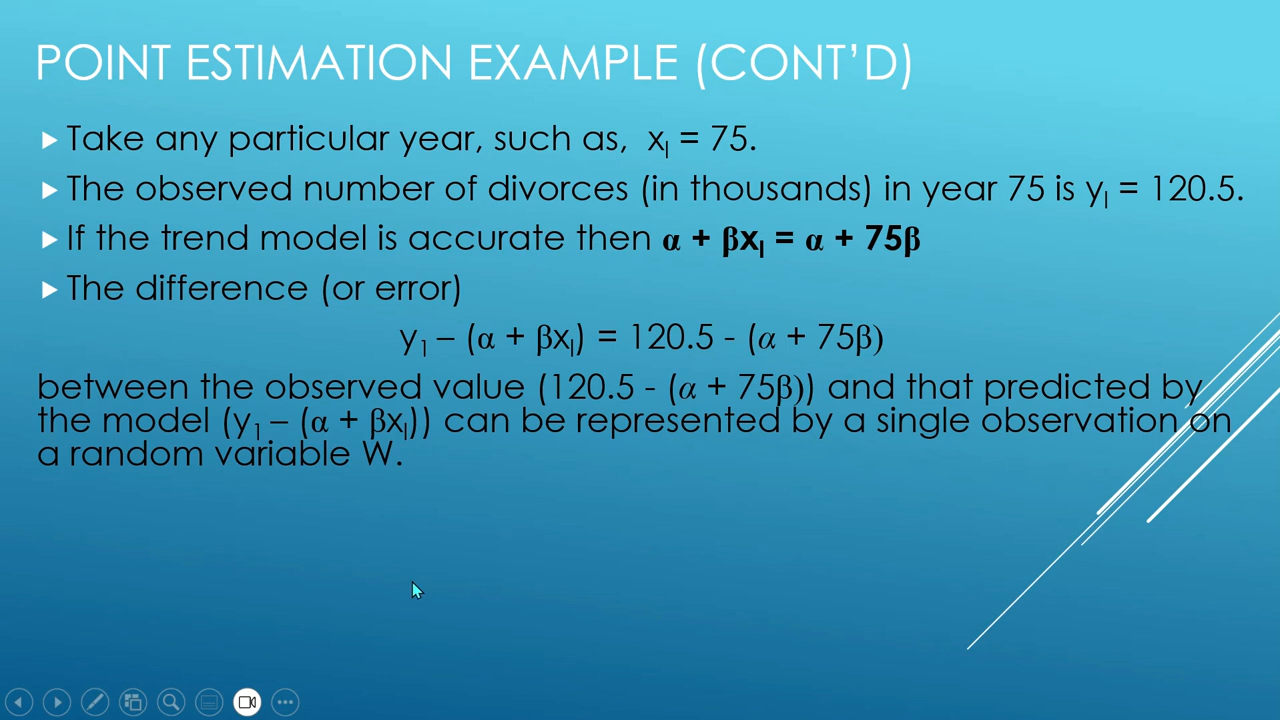 POINT ESTIMATION EXAMPLE (CONT'D)
Take any particular year, such as, x₁ = 75.
The observed number of divorces (in thousands) in year 75 is y₁ = 120.5.
If the trend model is accurate then α + βx₁ = α + 75β
The difference (or error)
y₁ – (α + βx₁) = 120.5 - (α + 75β)
between the observed value (120.5 - (α + 75β)) and that predicted by
the model (y₁ – (α + βx₁)) can be represented by a single observation on
a random variable W.